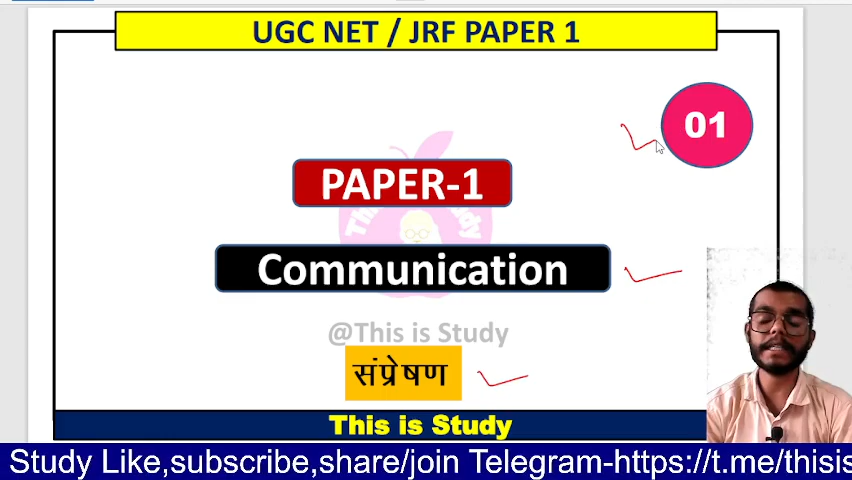 UGC NET / JRF PAPER 1
01
PAPER-1
Communication
@This is Study
संप्रेषण
This is Study
Study Like,subscribe,share/join Telegram-https://t.me/thisis